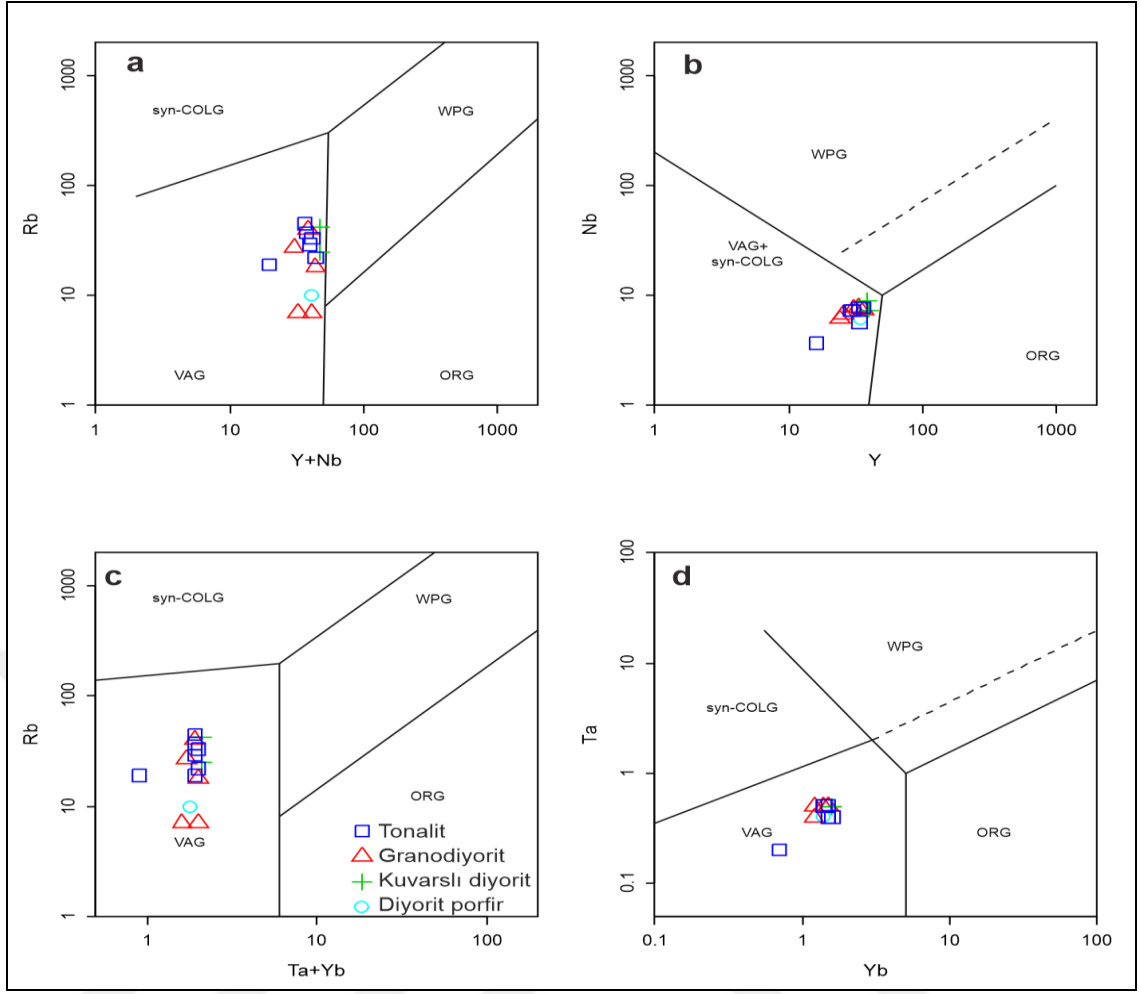 a
syn-COLG
WPG
VAG
ORG
Rb
1
10
100
1000
1
10
100
1000
Y+Nb
b
WPG
VAG+
syn-COLG
ORG
Nb
1
10
100
1000
1
10
100
1000
Y
c
syn-COLG
WPG
ORG
VAG
Tonalit
Granodiyorit
Kuvarslı diyorit
Diyorit porfir
Rb
1
10
100
1000
1
10
100
Ta+Yb
d
WPG
syn-COLG
VAG
ORG
Ta
0.1
1
10
100
0.1
1
10
100
Yb